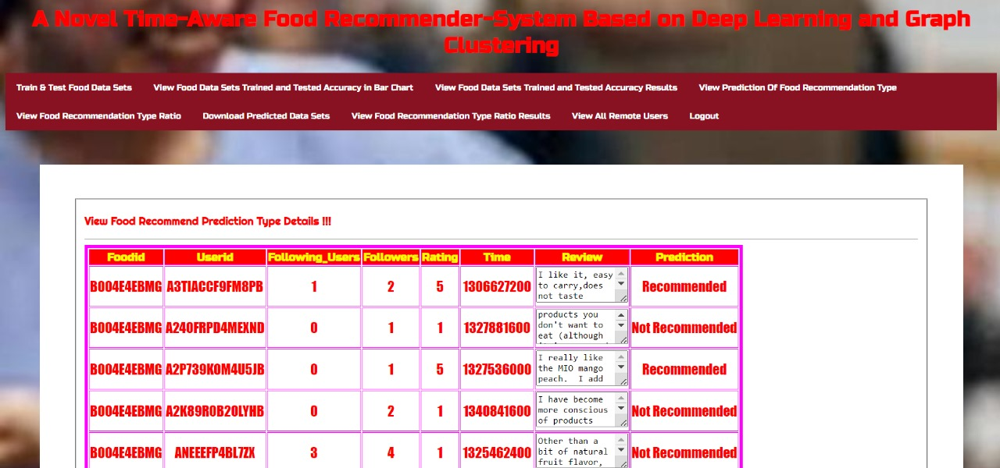 A Novel Time-Aware Food Recommender-System Based on Deep Learning and Graph
Clustering
Train & Test Food Data Sets View Food Data Sets Trained and Tested Accuracy in Bar Chart View Food Data Sets Trained and Tested Accuracy Results View Prediction Of Food Recommendation Type
View Food Recommendation Type Ratio Download Predicted Data Sets View Food Recommendation Type Ratio Results View All Remote Users Logout
View Food Recommend Prediction Type Details !!!
Foodid Userid Following_Users Followers Rating Time Review Prediction
B004E4EBMG A3TIACCF9FM8PB 1 2 5 1306627200 I like it, easy
to carry,does
not taste
Recommended
B004E4EBMG A24OFRPD4MEXND 0 1 1 1327881600 products you
don't want to
eat (although
Not Recommended
B004E4EBMG A2P739KOM4U5JB 0 1 5 1327536000 I really like
the MIO mango
peach. I add
Recommended
B004E4EBMG A2K89R0B20LYHB 0 2 1 1340841600 I have become
more conscious
of products
Not Recommended
B004E4EBMG ANEEEFP4BL7ZX 3 4 1 1325462400 Other than a
bit of natural
fruit flavor,
Not Recommended